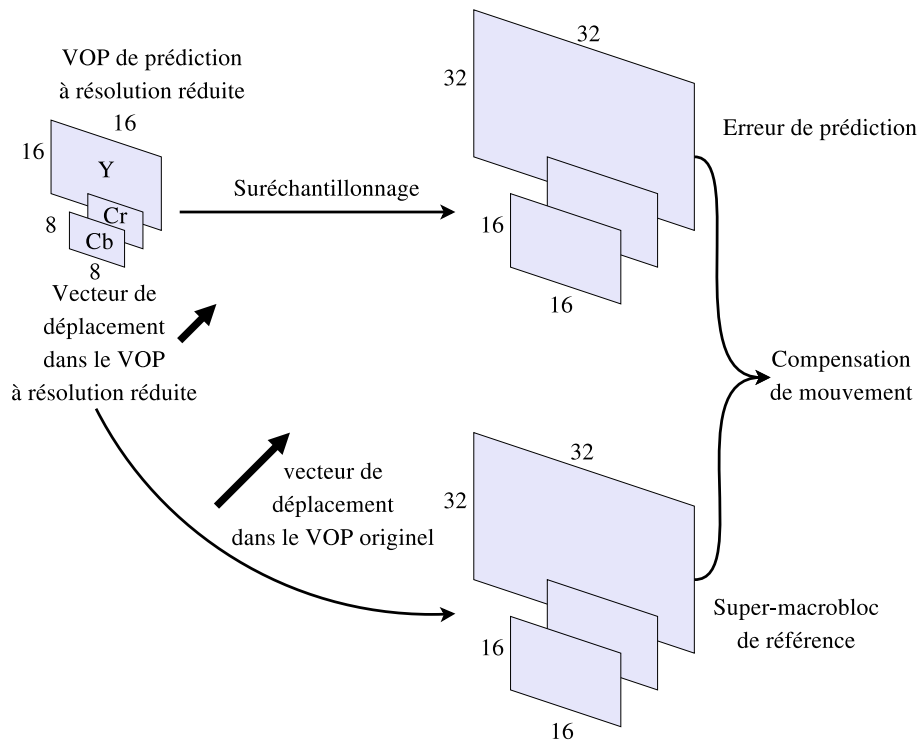 VOP de prédiction
à résolution réduite
16
16
Y
Cr
8
Cb
8
Suréchantillonnage
32
32
16
16
Erreur de prédiction
Vecteur de
déplacement
dans le VOP
à résolution réduite
vecteur de
déplacement
dans le VOP originel
Compensation
de mouvement
32
32
16
16
Super-macrobloc
de référence